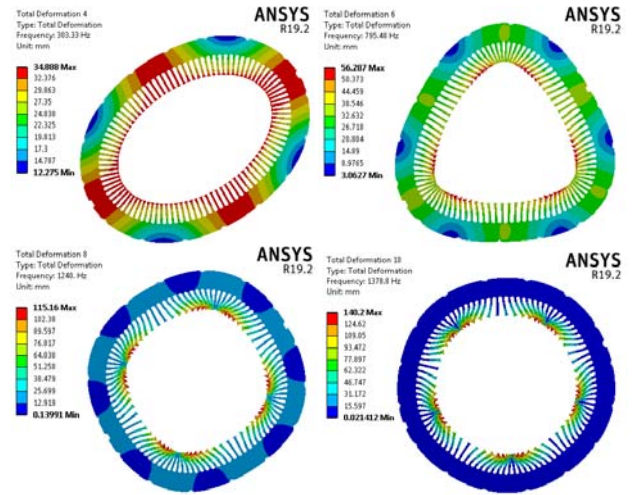 Total Deformation 4
Type: Total Deformation
Frequency: 303.33 Hz
Unit: mm
ANSYS
R19.2
34.888 Max
32.376
29.863
27.35
24.838
22.325
19.813
17.3
14.787
12.275 Min
Total Deformation 6
Type: Total Deformation
Frequency: 795.48 Hz
Unit: mm
ANSYS
R19.2
56.287 Max
50.373
44.459
38.546
32.632
26.718
20.804
14.89
8.9765
3.0627 Min
Total Deformation 8
Type: Total Deformation
Frequency: 1240. Hz
Unit: mm
ANSYS
R19.2
115.16 Max
102.38
89.597
76.817
64.038
51.258
38.479
25.699
12.919
0.13991 Min
Total Deformation 10
Type: Total Deformation
Frequency: 1378.8 Hz
Unit: mm
ANSYS
R19.2
140.2 Max
124.62
109.05
93.472
77.897
62.322
46.747
31.172
15.597
0.021412 Min